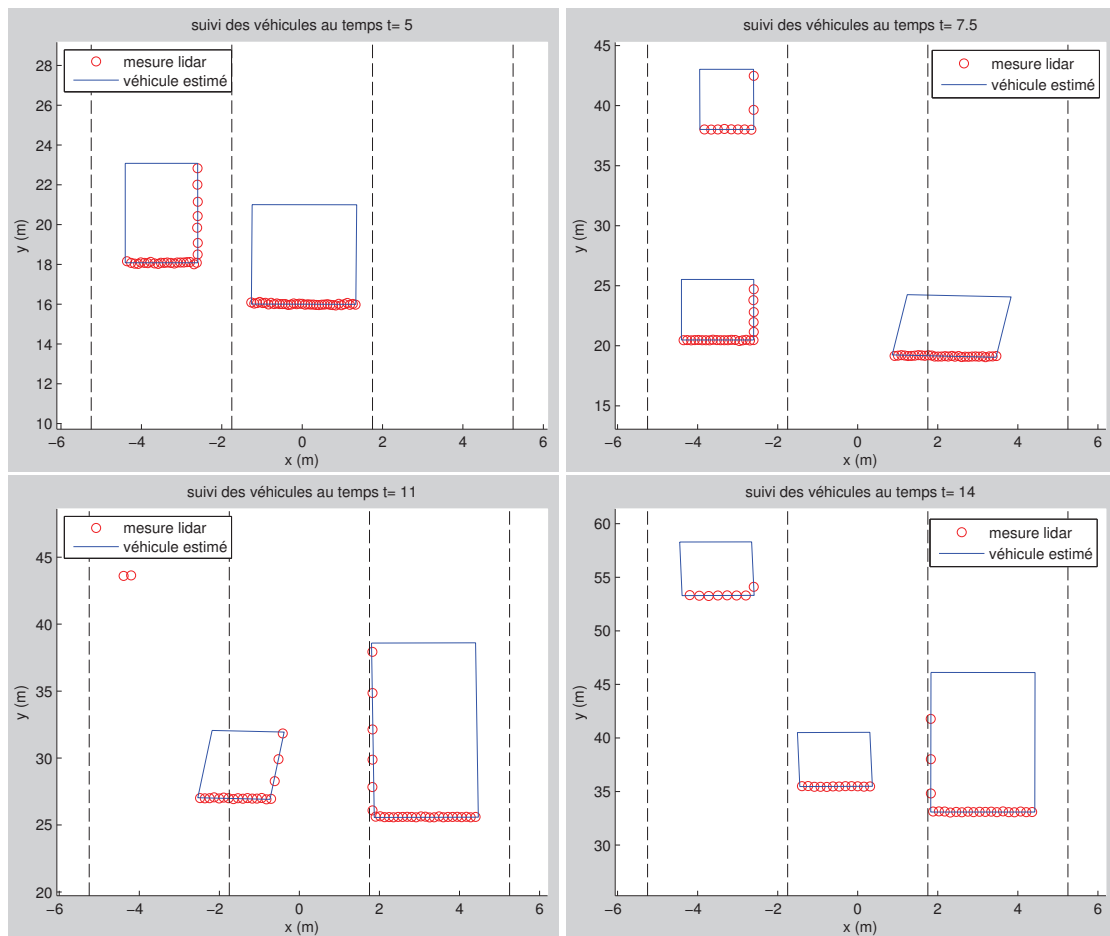 suivi des véhicules au temps t= 5
mesure lidar
véhicule estimé
28
26
24
22
20
18
16
14
12
10
y (m)
−6 −4 −2 0 2 4 6
x (m)
suivi des véhicules au temps t= 7.5
mesure lidar
véhicule estimé
45
40
35
30
25
20
15
y (m)
−6 −4 −2 0 2 4 6
x (m)
suivi des véhicules au temps t= 11
mesure lidar
véhicule estimé
45
40
35
30
25
20
y (m)
−6 −4 −2 0 2 4 6
x (m)
suivi des véhicules au temps t= 14
mesure lidar
véhicule estimé
60
55
50
45
40
35
30
y (m)
−6 −4 −2 0 2 4 6
x (m)